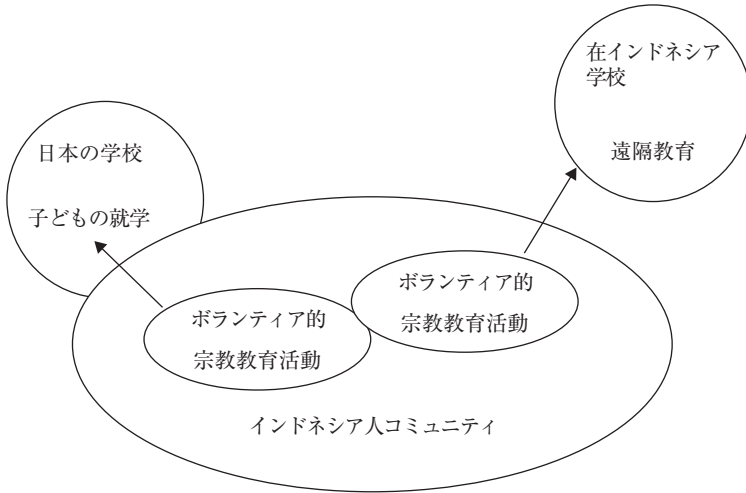 在インドネシア
学校
遠隔教育
日本の学校
子どもの就学
ボランティア的
宗教教育活動
ボランティア的
宗教教育活動
インドネシア人コミュニティ